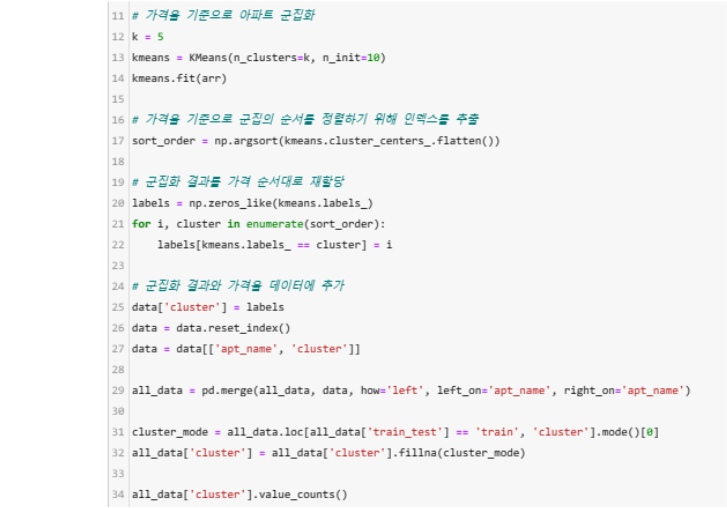 11 # 가격을 기준으로 아파트 군집화
12 k = 5
13 kmeans = KMeans(n_clusters=k, n_init=10)
14 kmeans.fit(arr)
15
16 # 가격을 기준으로 군집의 순서를 정렬하기 위해 인덱스를 추출
17 sort_order = np.argsort(kmeans.cluster_centers_.flatten())
18
19 # 군집화 결과를 가격 순서대로 재할당
20 labels = np.zeros_like(kmeans.labels_)
21 for i, cluster in enumerate(sort_order):
22     labels[kmeans.labels_ == cluster] = i
23
24 # 군집화 결과와 가격을 데이터에 추가
25 data['cluster'] = labels
26 data = data.reset_index()
27 data = data[['apt_name', 'cluster']]
28
29 all_data = pd.merge(all_data, data, how='left', left_on='apt_name', right_on='apt_name')
30
31 cluster_mode = all_data.loc[all_data['train_test'] == 'train', 'cluster'].mode()[0]
32 all_data['cluster'] = all_data['cluster'].fillna(cluster_mode)
33
34 all_data['cluster'].value_counts()